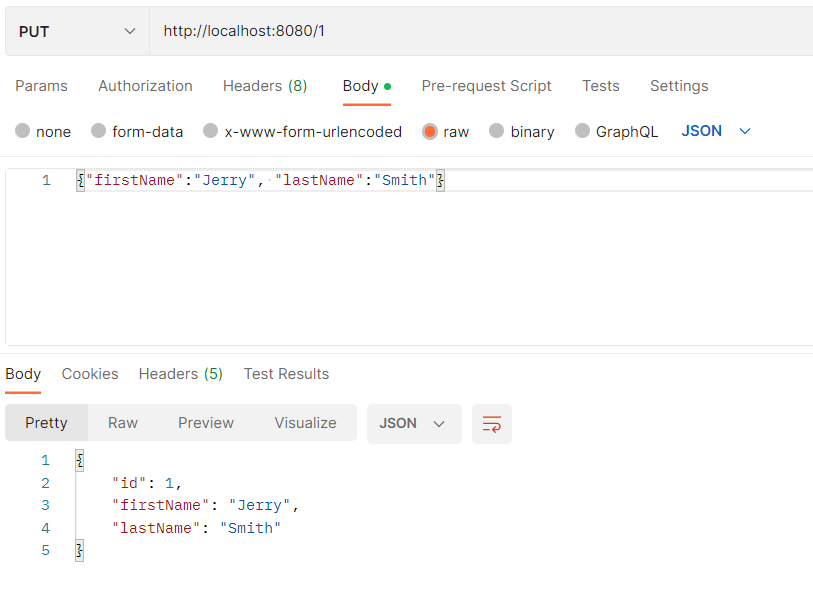 PUT http://localhost:8080/1
Params Authorization Headers (8) Body Pre-request Script Tests Settings
none form-data x-www-form-urlencoded raw binary GraphQL JSON
1 {"firstName":"Jerry", "lastName":"Smith"}
Body Cookies Headers (5) Test Results
Pretty Raw Preview Visualize JSON
1 {
2 "id": 1,
3 "firstName": "Jerry",
4 "lastName": "Smith"
5 }